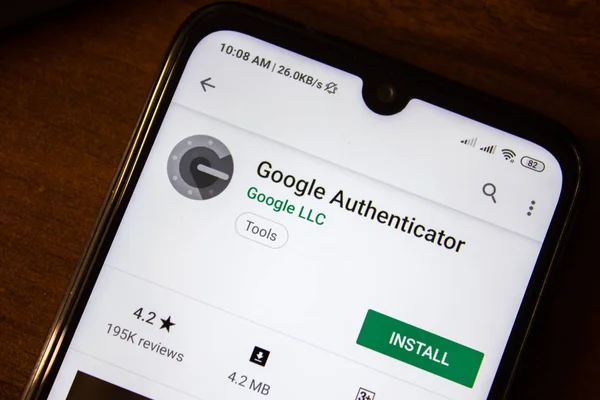 10:08 AM | 26.0KB/s
82
Google Authenticator
Google LLC
Tools
INSTALL
4.2★
195K reviews
4.2 MB
3+